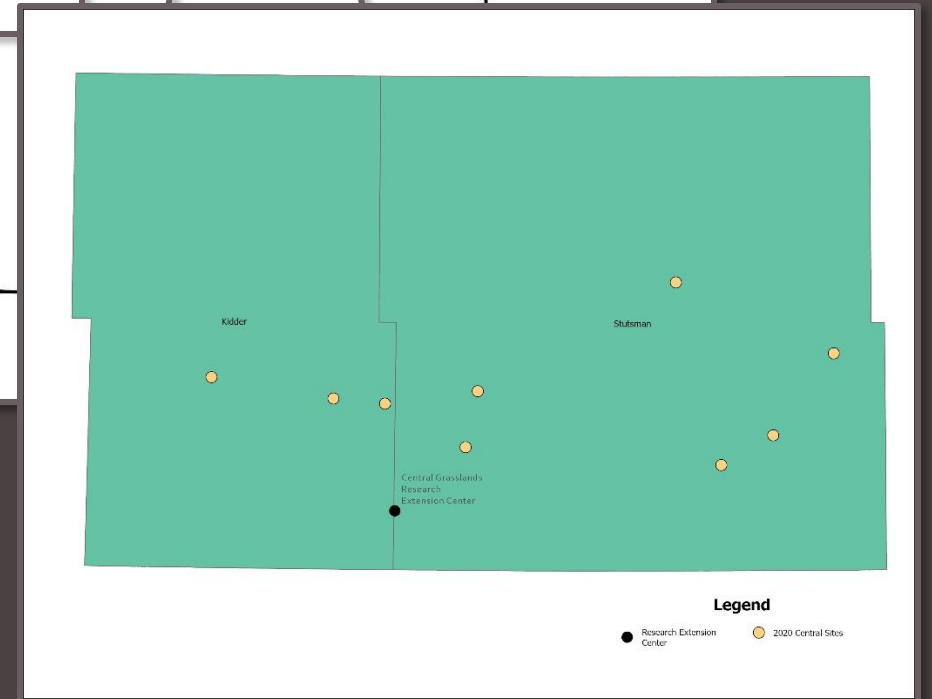 Kidder
Stutsman
Central Grasslands
Research
Extension Center
Legend
Research Extension
Center
2020 Central Sites